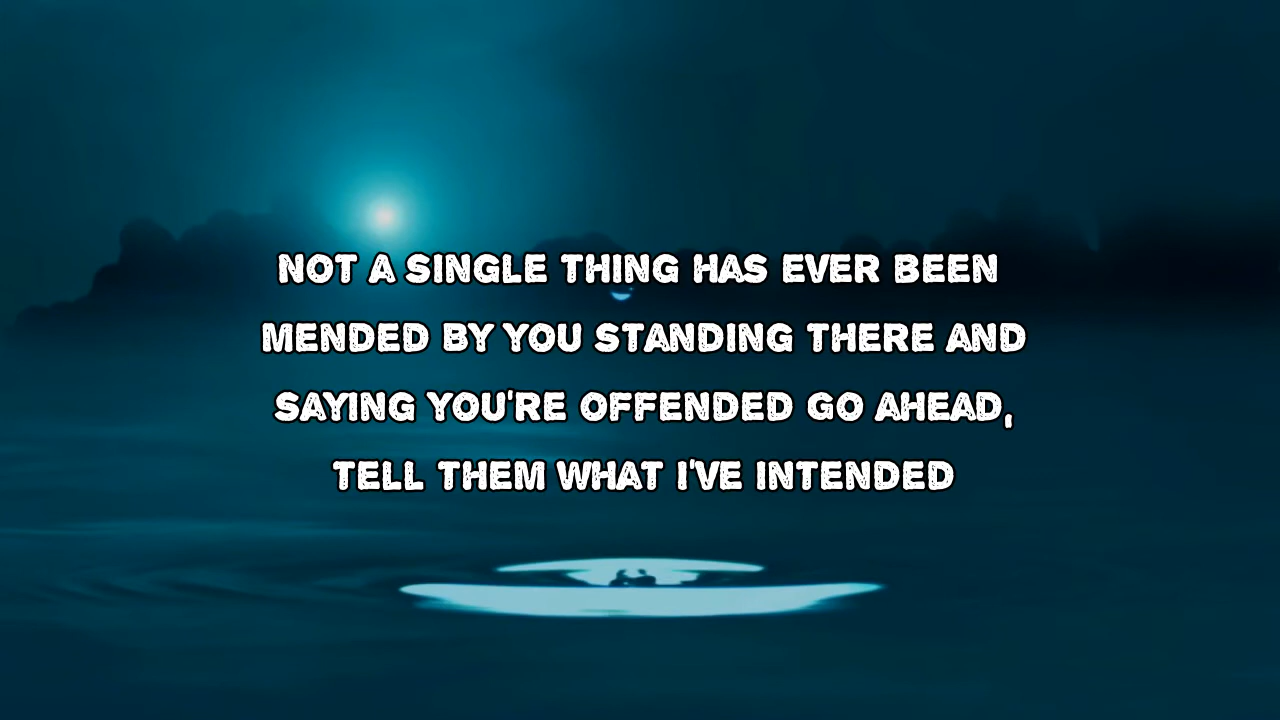 NOT A SINGLE THING HAS EVER BEEN
MENDED BY YOU STANDING THERE AND
SAYING YOU'RE OFFENDED GO AHEAD,
TELL THEM WHAT I'VE INTENDED